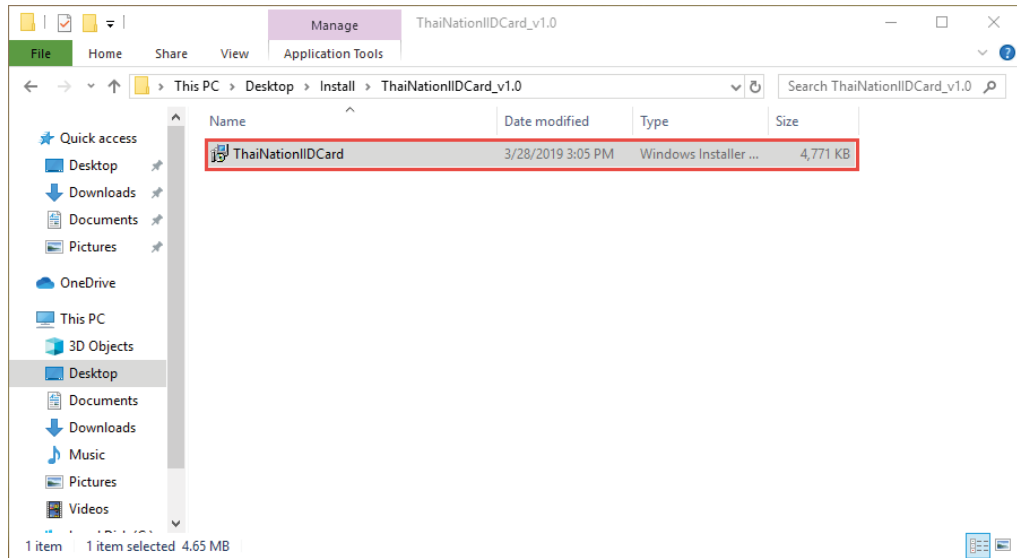 Manage
ThaiNationIIDCard_v1.0
File Home Share View Application Tools
This PC > Desktop > Install > ThaiNationIIDCard_v1.0
Search ThaiNationIIDCard_v1.0
Name Date modified Type Size
ThaiNationIIDCard 3/28/2019 3:05 PM Windows Installer ... 4,771 KB
Quick access
Desktop
Downloads
Documents
Pictures
OneDrive
This PC
3D Objects
Desktop
Documents
Downloads
Music
Pictures
Videos
1 item 1 item selected 4.65 MB